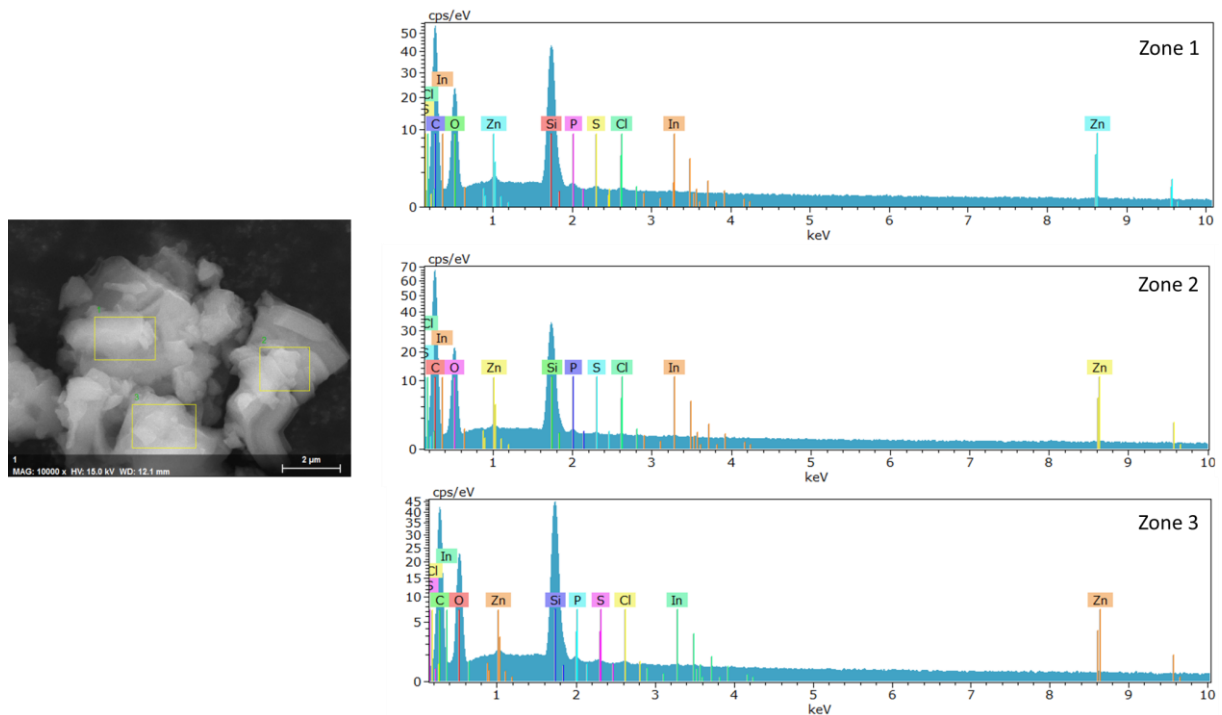 1
MAG: 10000 x HV: 15.0 kV WD: 12.1 mm
2 µm
cps/eV
Zone 1
50
40
30
20
10
0
In
Cl
S
C O Zn Si P S Cl In Zn
1 2 3 4 5 6 7 8 9 10
keV
cps/eV
Zone 2
70
60
50
40
30
20
10
0
Cl
In
S
C O Zn Si P S Cl In Zn
1 2 3 4 5 6 7 8 9 10
keV
cps/eV
Zone 3
45
40
35
30
25
20
15
10
5
0
In
Cl
S
C O Zn Si P S Cl In Zn
1 2 3 4 5 6 7 8 9 10
keV